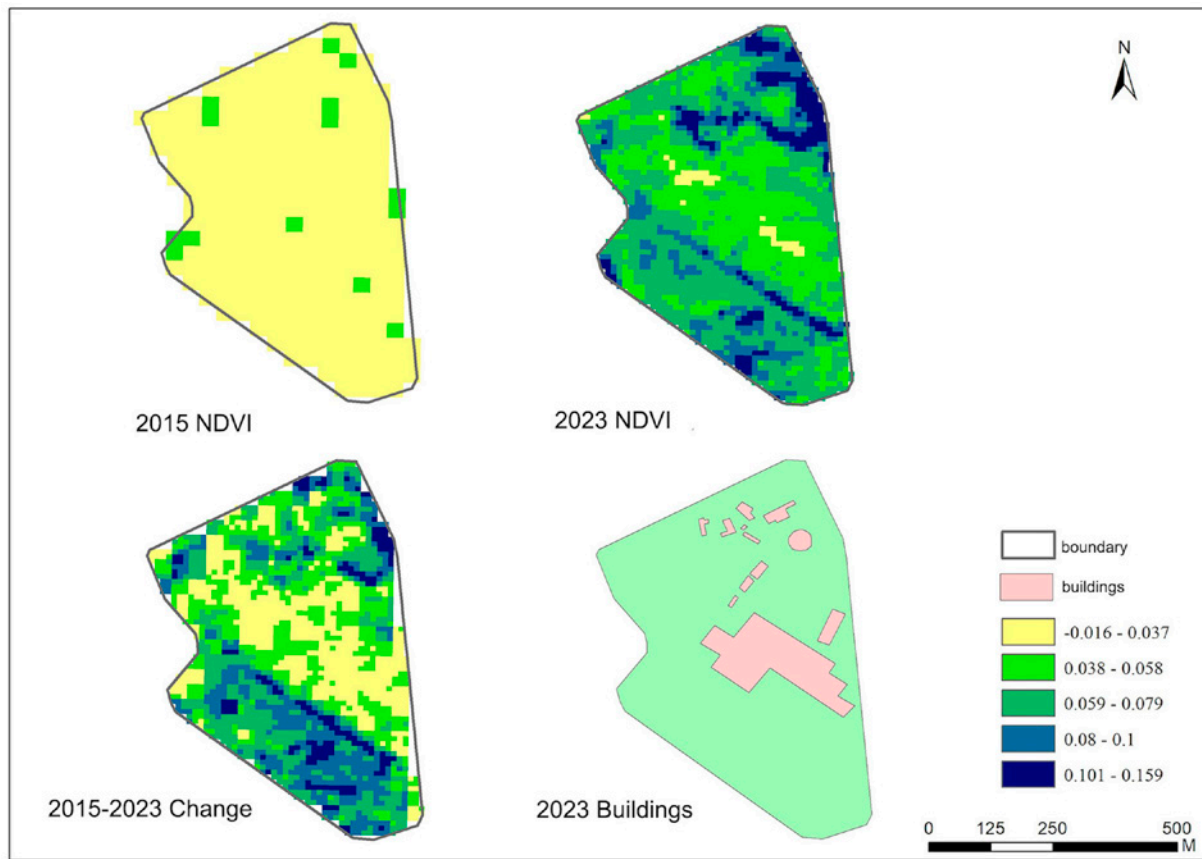 N
2015 NDVI
2023 NDVI
2015-2023 Change
2023 Buildings
boundary
buildings
-0.016 - 0.037
0.038 - 0.058
0.059 - 0.079
0.08 - 0.1
0.101 - 0.159
0 125 250 500
M